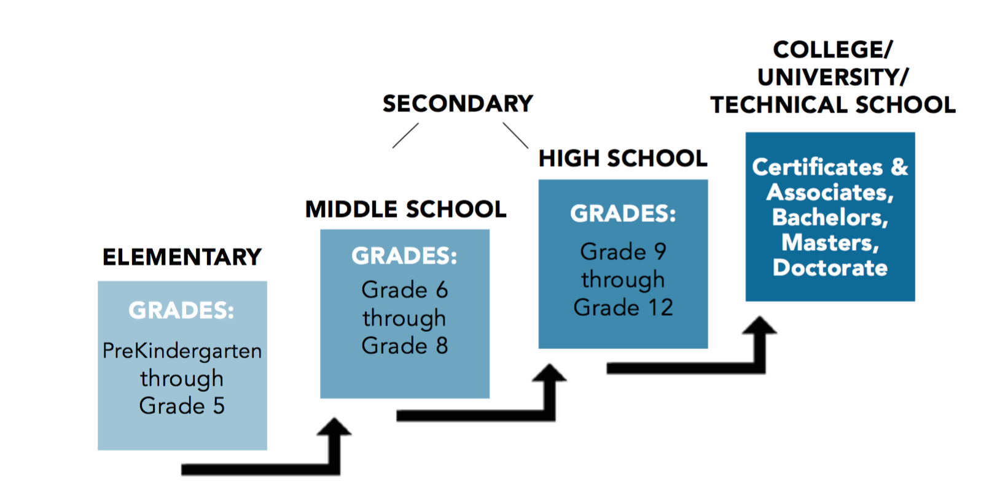 ELEMENTARY
GRADES:
PreKindergarten
through
Grade 5
SECONDARY
MIDDLE SCHOOL
GRADES:
Grade 6
through
Grade 8
HIGH SCHOOL
GRADES:
Grade 9
through
Grade 12
COLLEGE/
UNIVERSITY/
TECHNICAL SCHOOL
Certificates &
Associates,
Bachelors,
Masters,
Doctorate